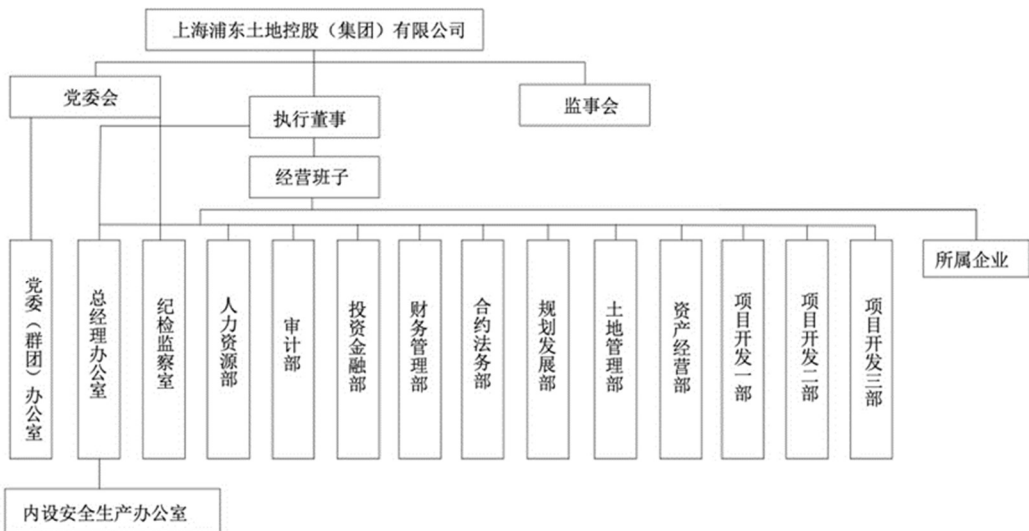 上海浦东土地控股（集团）有限公司
党委会
执行董事
监事会
经营班子
党委（群团）办公室
总经理办公室
纪检监察室
人力资源部
审计部
投资金融部
财务管理部
合约法务部
规划发展部
土地管理部
资产经营部
项目开发一部
项目开发二部
项目开发三部
所属企业
内设安全生产办公室